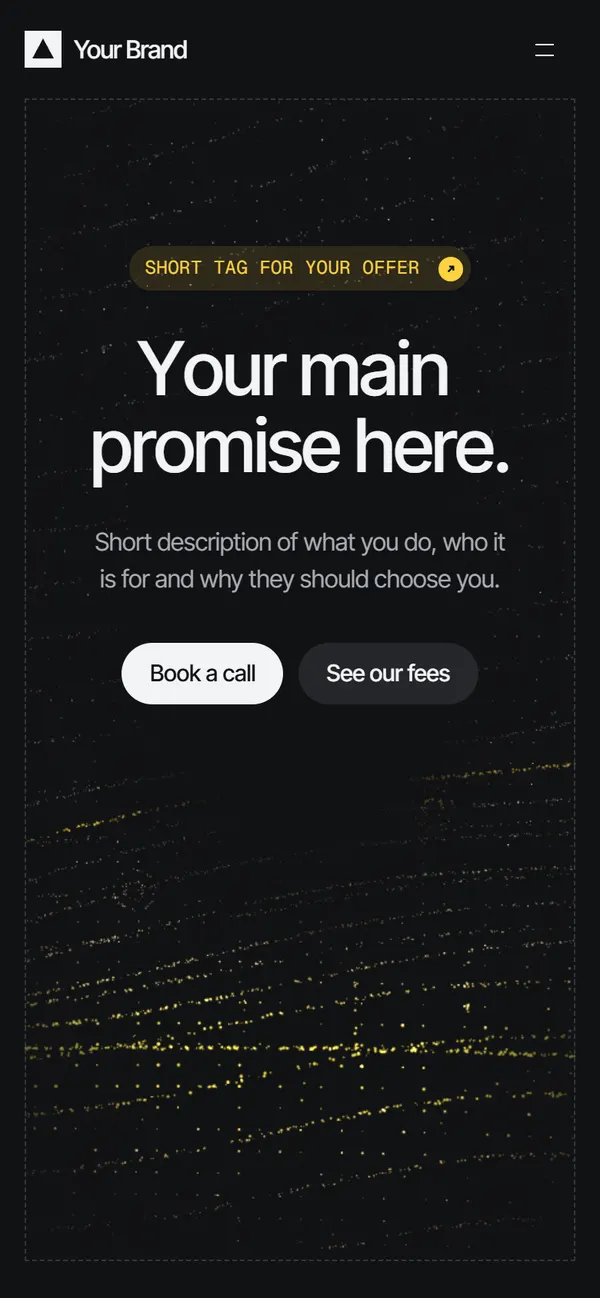 Your Brand
SHORT TAG FOR YOUR OFFER
Your main
promise here.
Short description of what you do, who it
is for and why they should choose you.
Book a call
See our fees